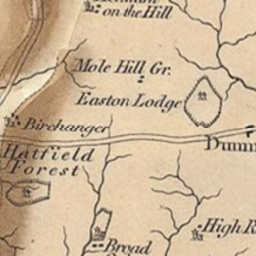 on the Hill
Mole Hill Gr.
Easton Lodge
Birchanger
Dunm
Hatfield
Forest
High R
Broad